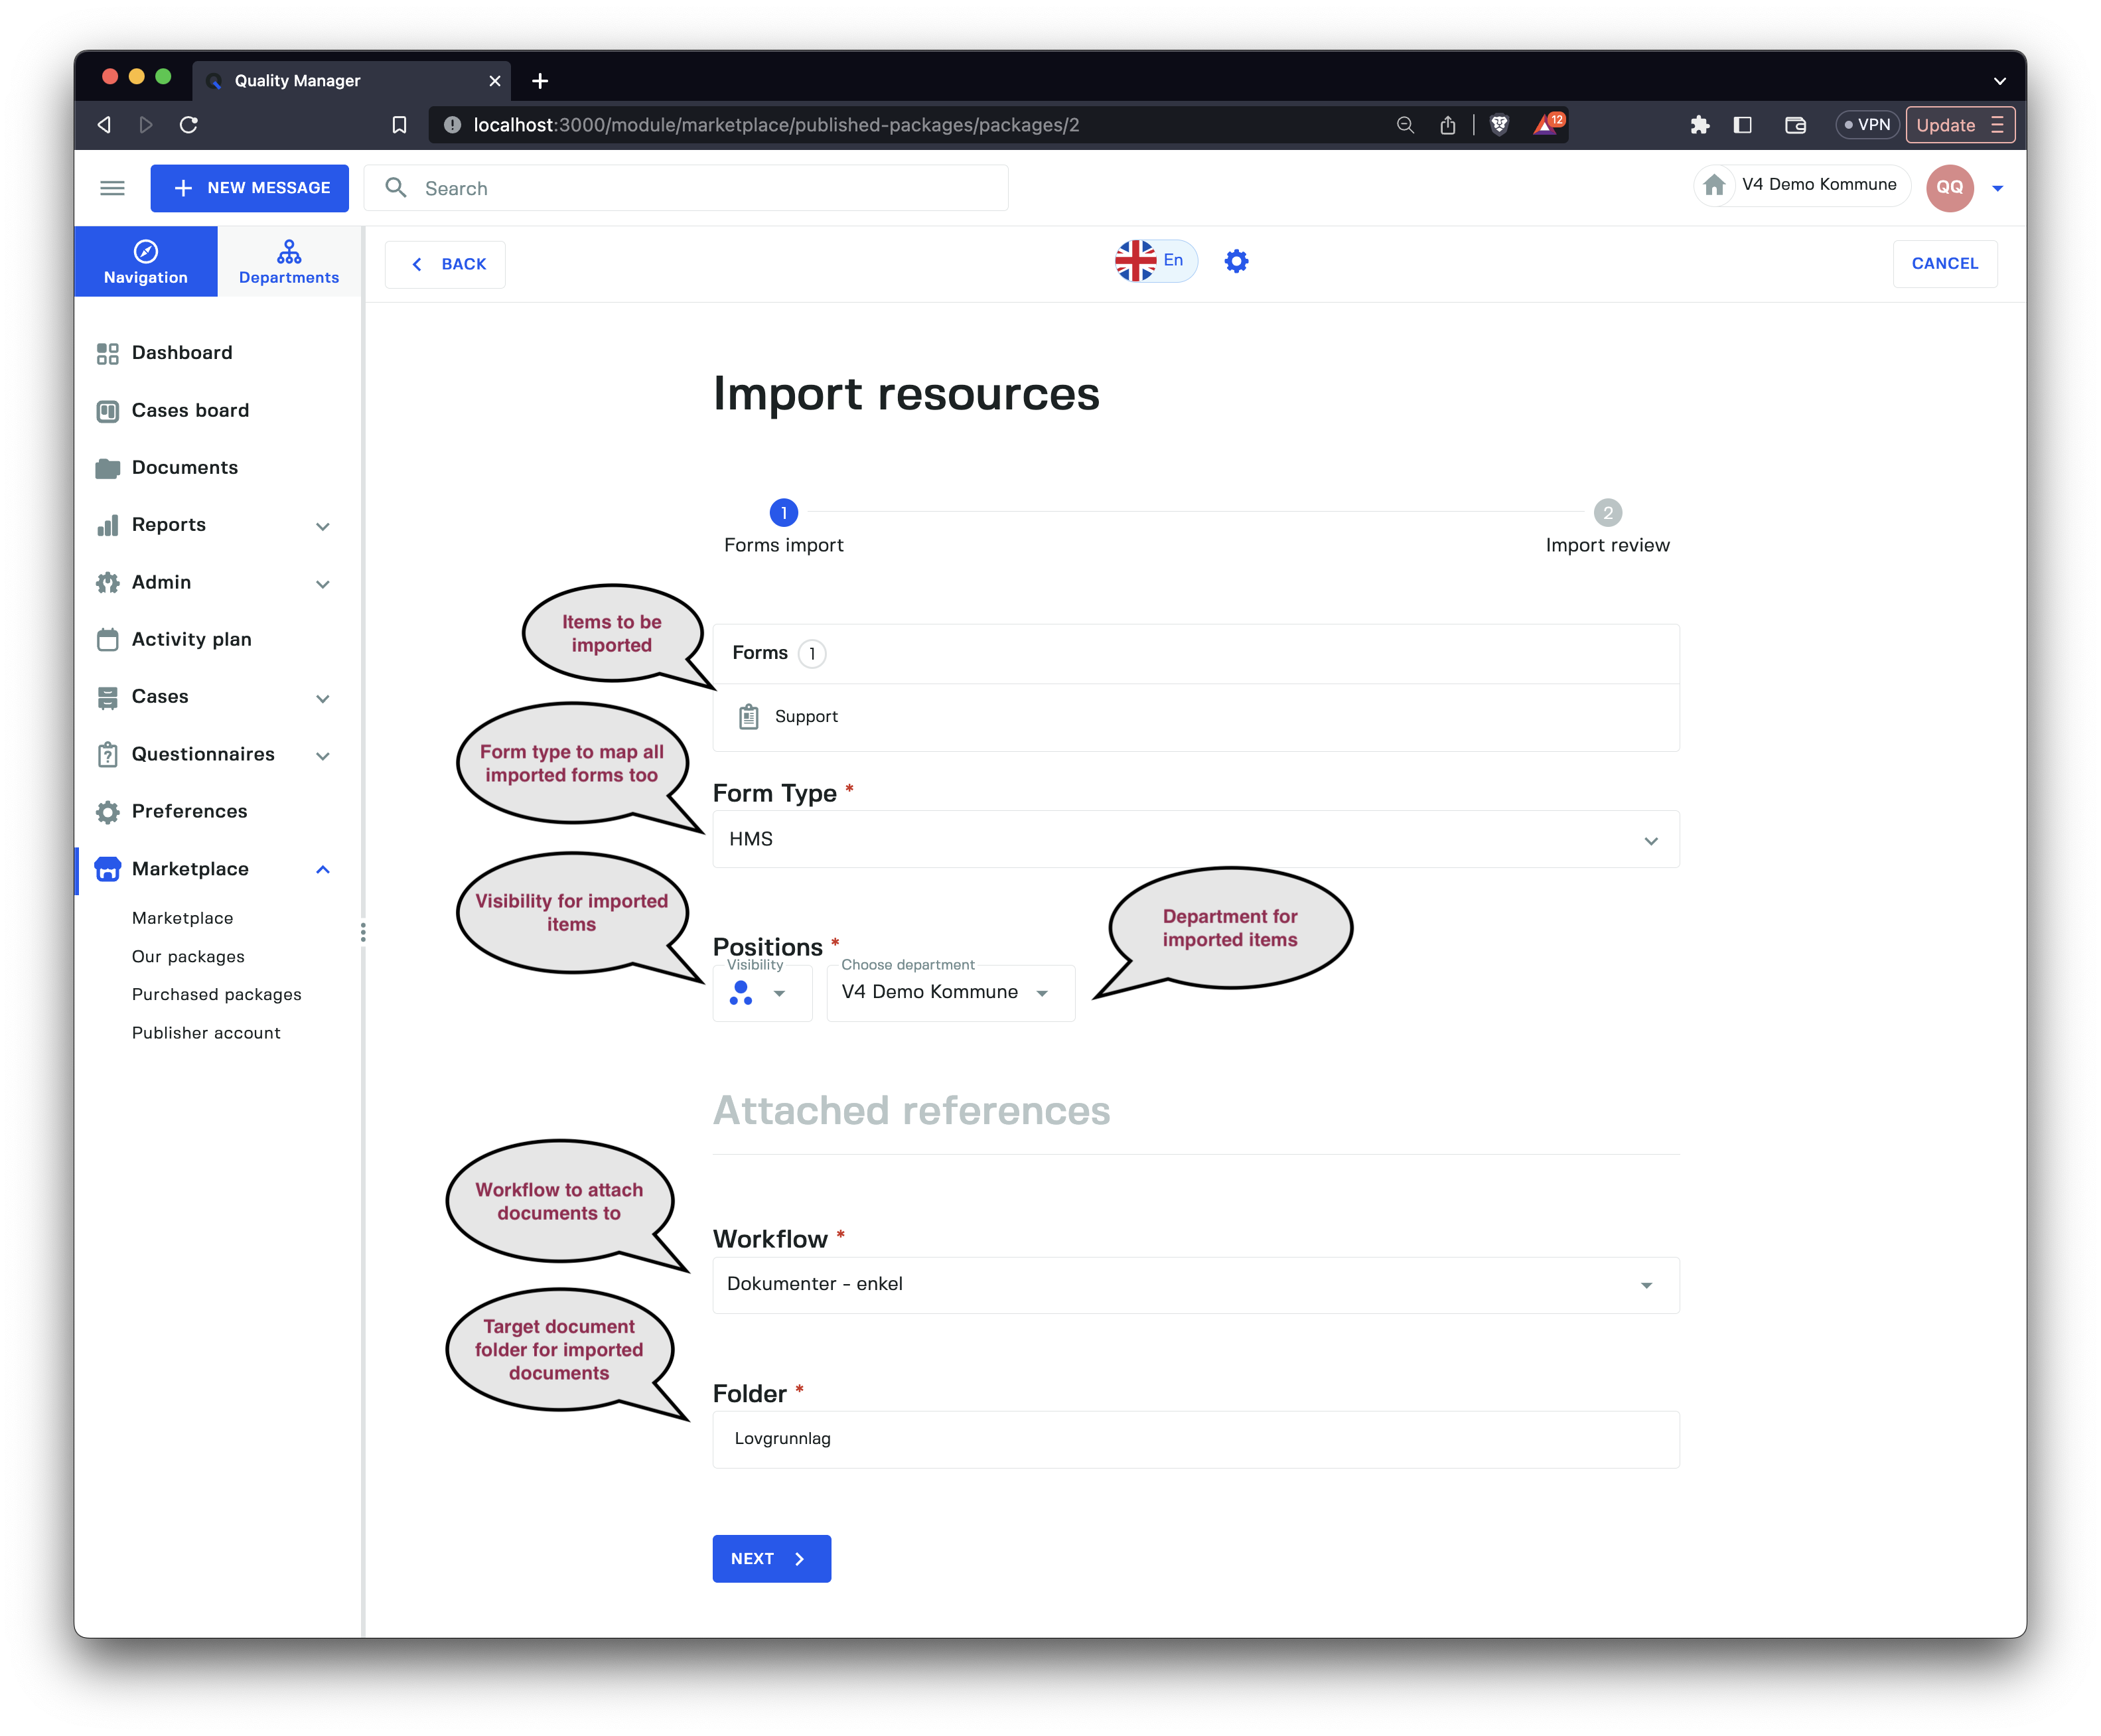 Quality Manager
localhost:3000/module/marketplace/published-packages/packages/2
12
VPN
Update
NEW MESSAGE
Search
V4 Demo Kommune
QQ
Navigation
Departments
BACK
En
CANCEL
Dashboard
Cases board
Documents
Reports
Admin
Activity plan
Cases
Questionnaires
Preferences
Marketplace
Marketplace
Our packages
Purchased packages
Publisher account
Import resources
1
2
Forms import
Import review
Items to be
imported
Forms 1
Support
Form type to map all
imported forms too
Form Type *
HMS
Visibility for imported
items
Department for
imported items
Positions *
Visibility
Choose department
V4 Demo Kommune
Attached references
Workflow to attach
documents to
Workflow *
Dokumenter - enkel
Target document
folder for imported
documents
Folder *
Lovgrunnlag
NEXT